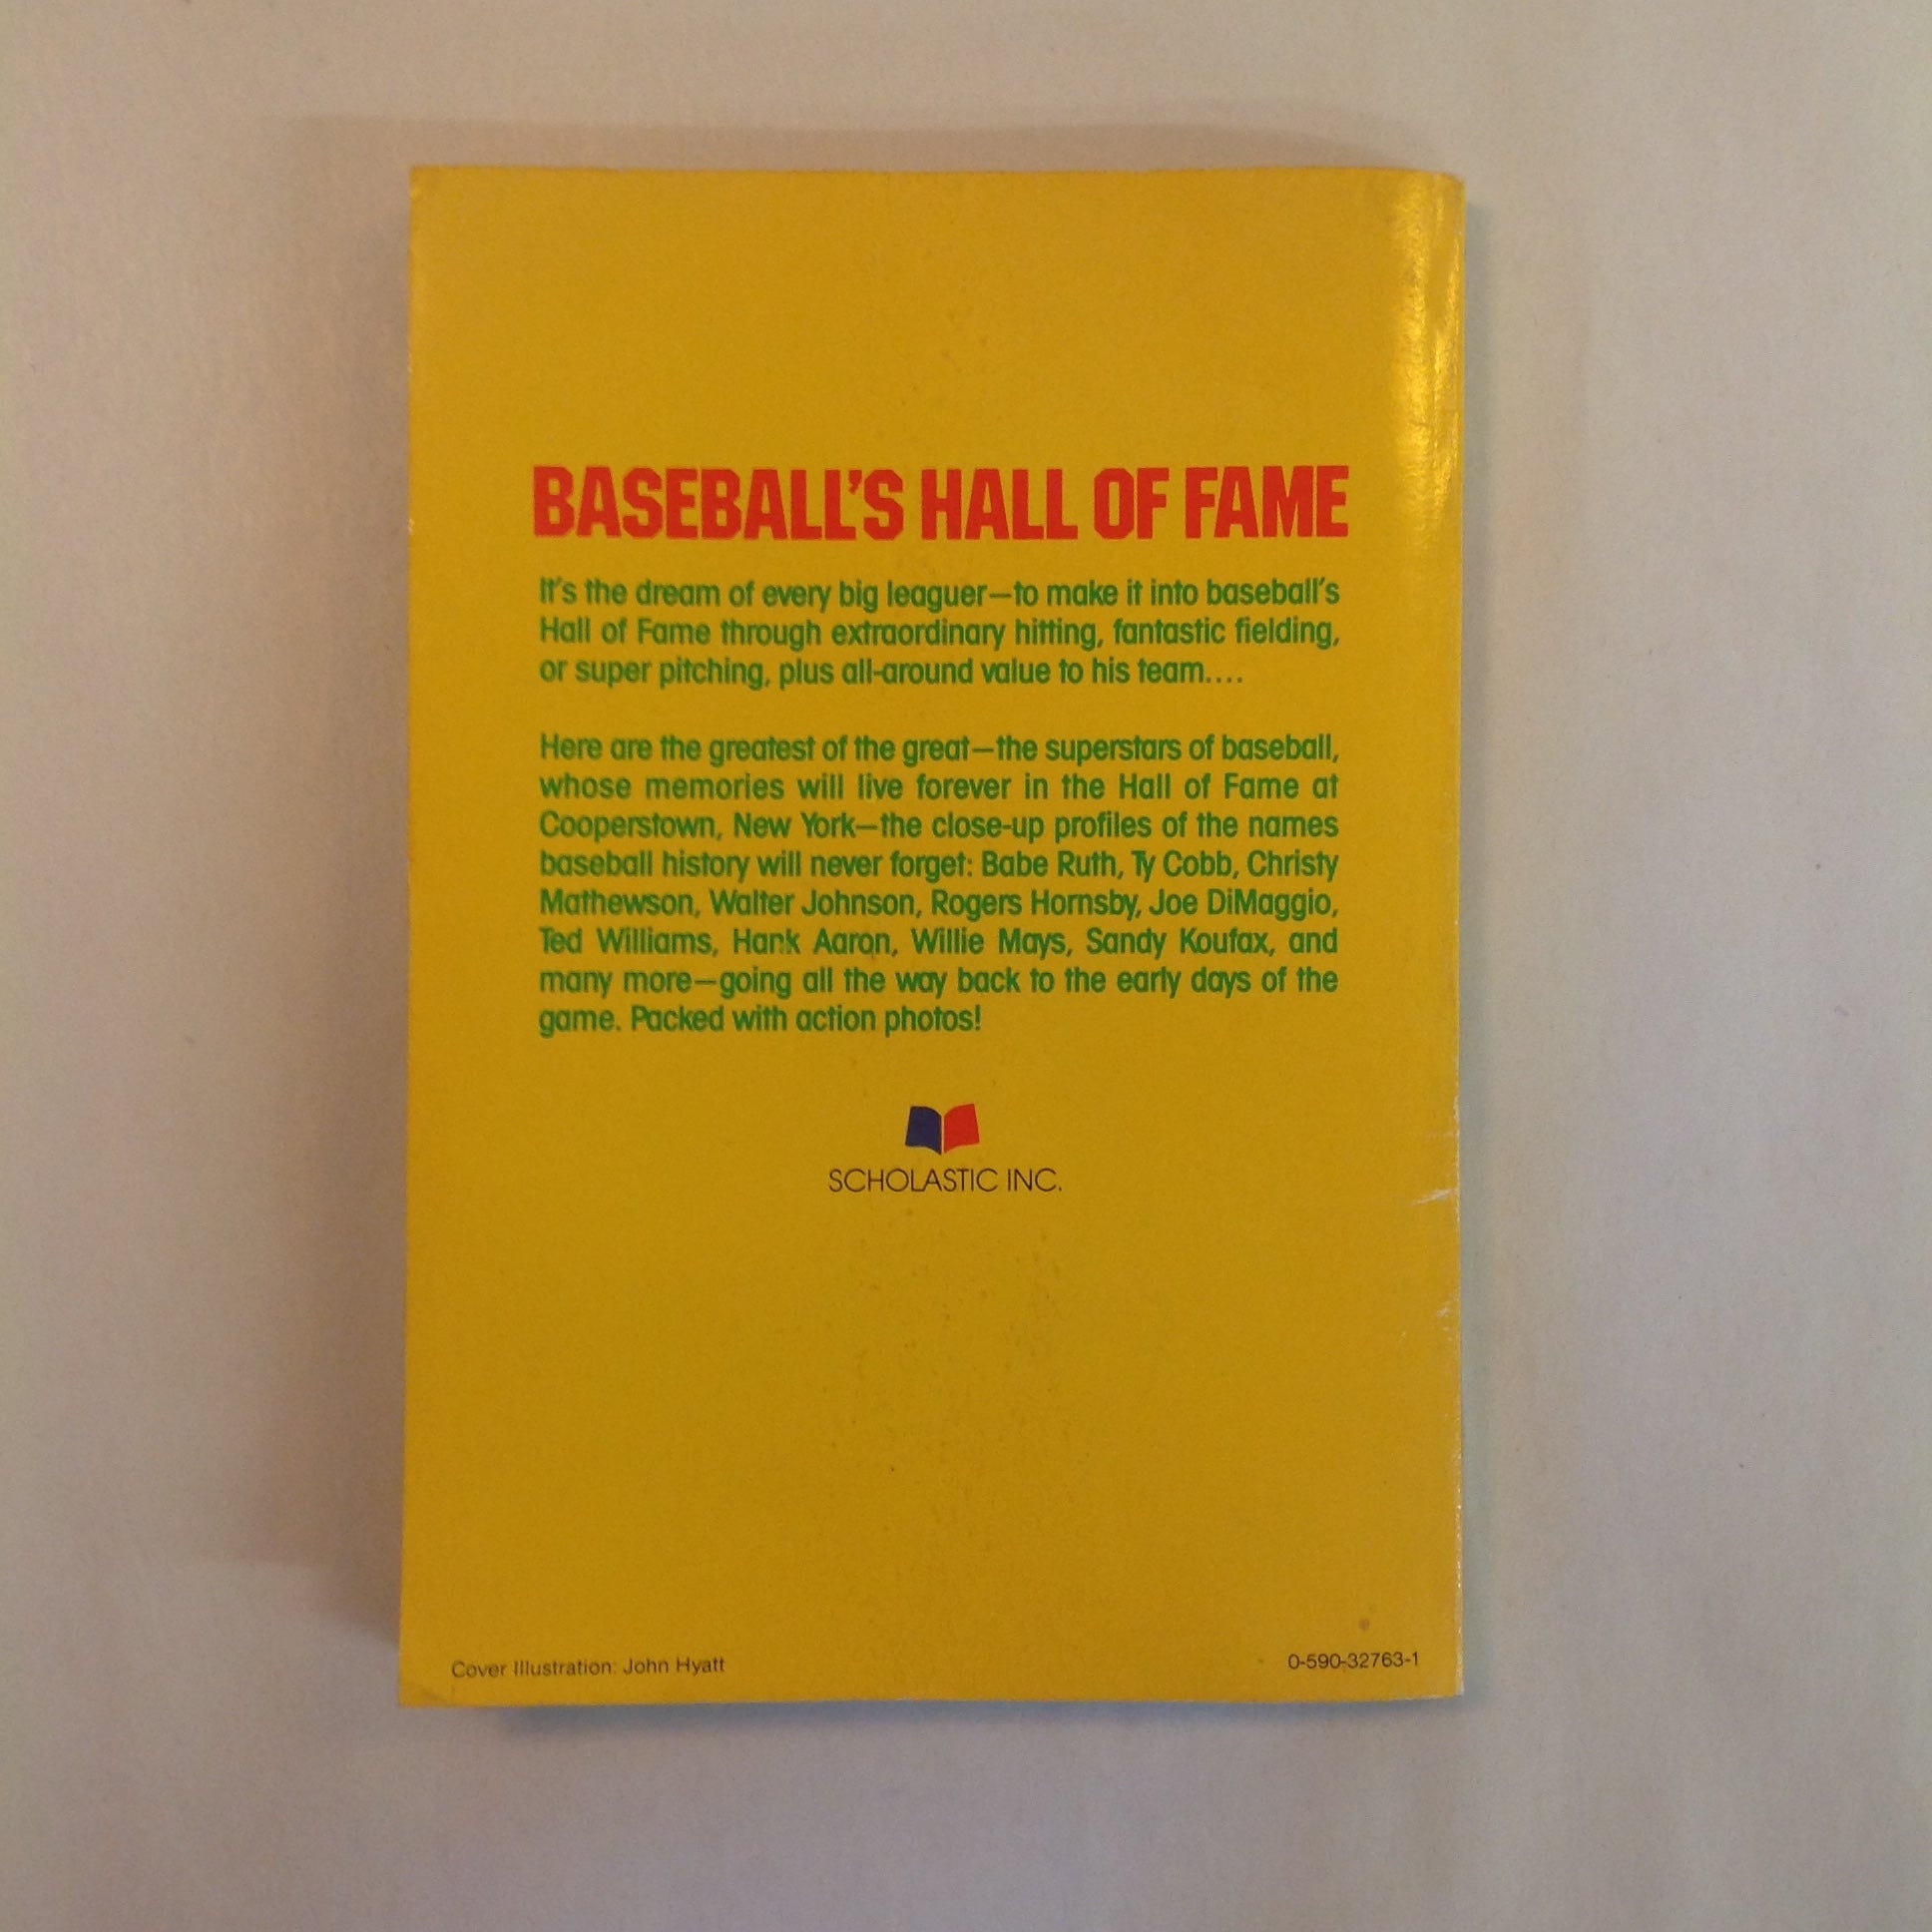 BASEBALL'S HALL OF FAME
It's the dream of every big leaguer—to make it into baseball's
Hall of Fame through extraordinary hitting, fantastic fielding,
or super pitching, plus all-around value to his team....
Here are the greatest of the great—the superstars of baseball,
whose memories will live forever in the Hall of Fame at
Cooperstown, New York—the close-up profiles of the names
baseball history will never forget: Babe Ruth, Ty Cobb, Christy
Mathewson, Walter Johnson, Rogers Hornsby, Joe DiMaggio,
Ted Williams, Hank Aaron, Willie Mays, Sandy Koufax, and
many more—going all the way back to the early days of the
game. Packed with action photos!
SCHOLASTIC INC.
Cover Illustration: John Hyatt
0-590-32763-1